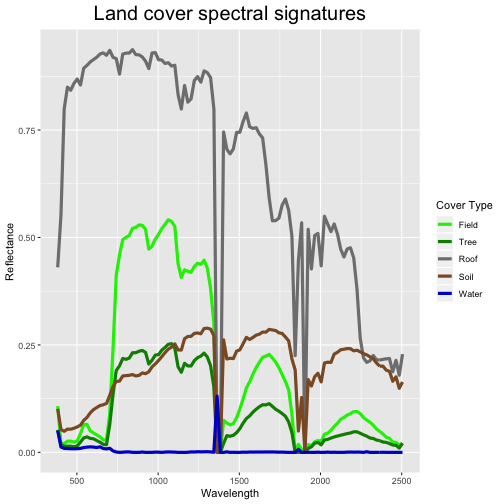 Land cover spectral signatures
Reflectance
0.75
0.50
0.25
0.00
500
1000
1500
2000
2500
Wavelength
Cover Type
Field
Tree
Roof
Soil
Water